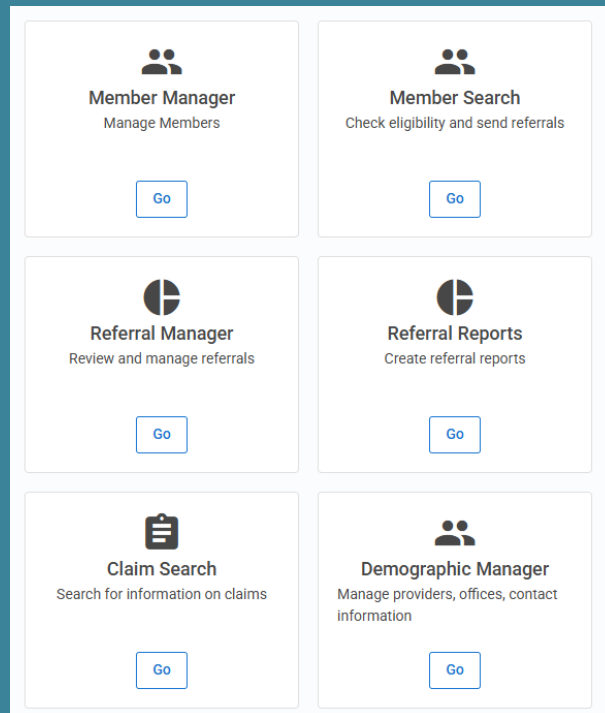 Member Manager
Manage Members
Go
Member Search
Check eligibility and send referrals
Go
Referral Manager
Review and manage referrals
Go
Referral Reports
Create referral reports
Go
Claim Search
Search for information on claims
Go
Demographic Manager
Manage providers, offices, contact
information
Go